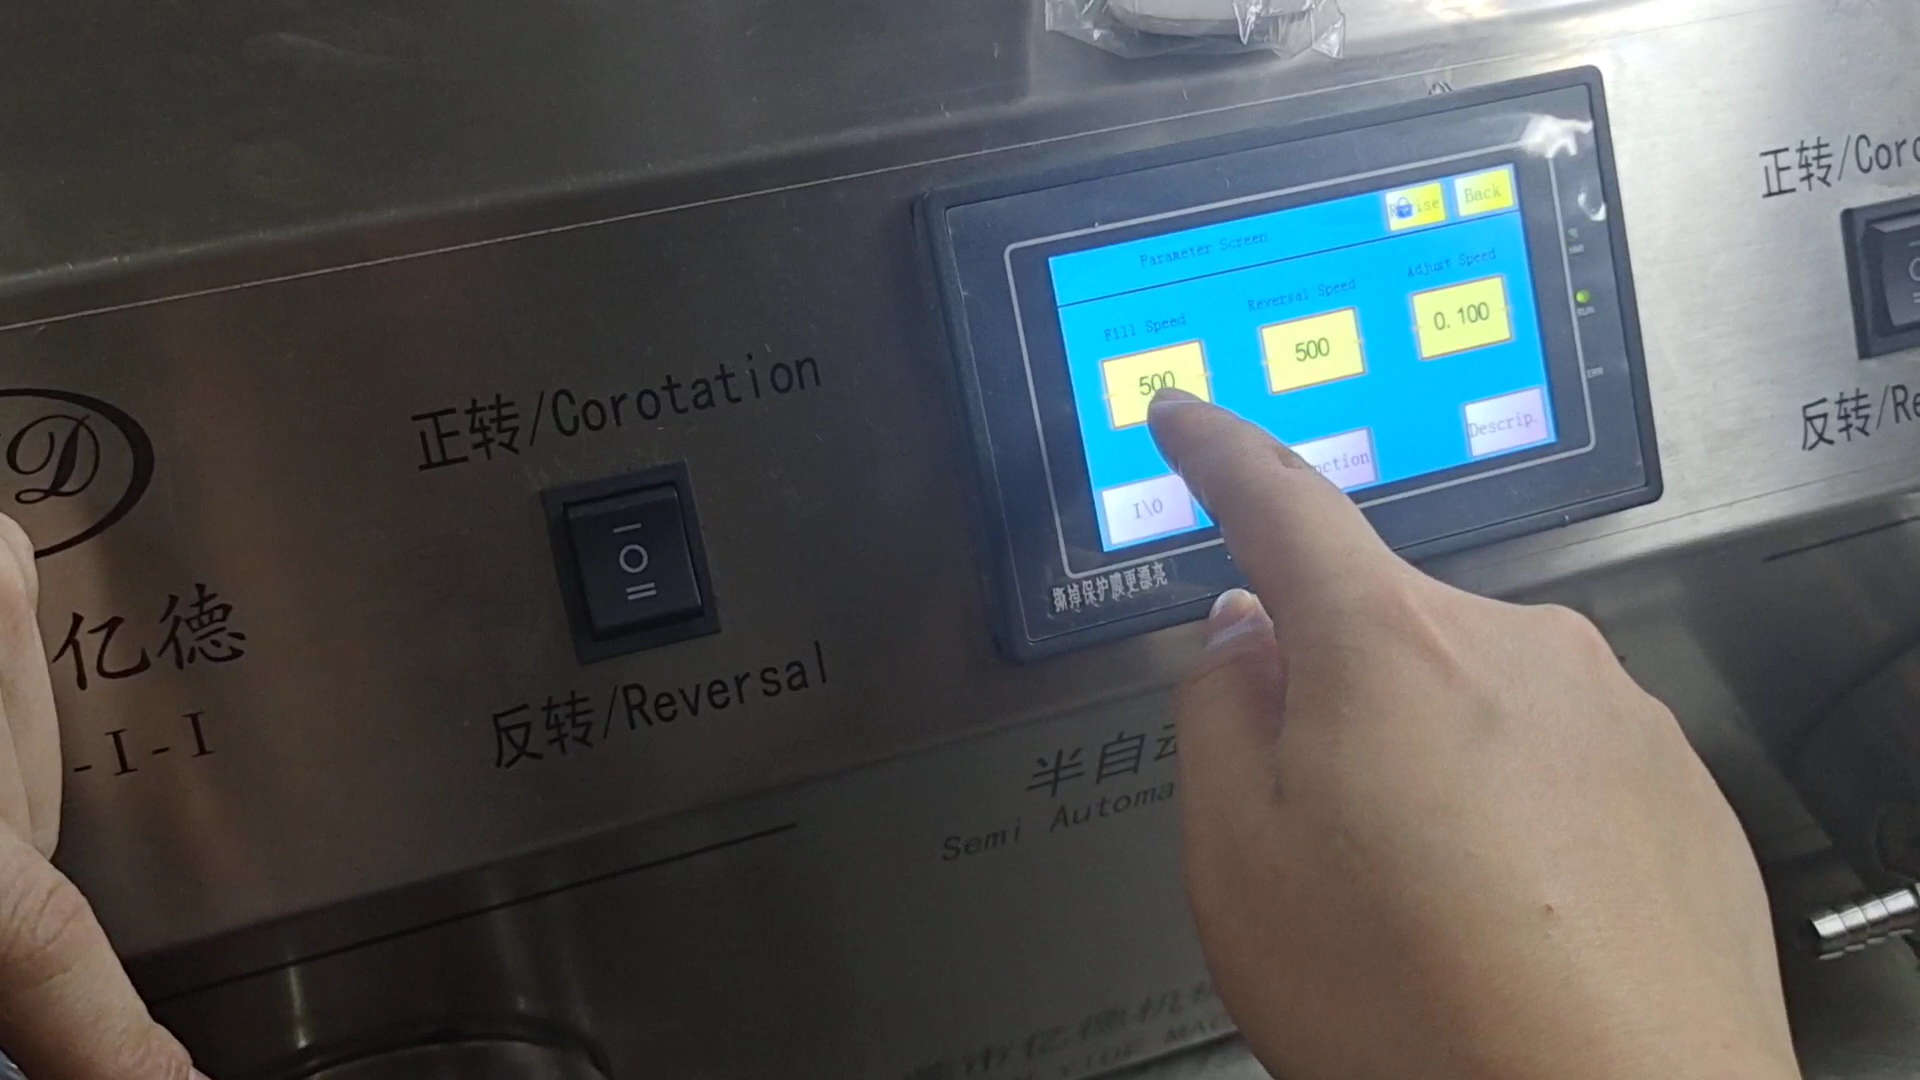 正转/Corotation
反转/Reversal
D
亿德
-I-I
Parameter Screen
Back
Fill Speed
Reversal Speed
Adjust Speed
500
500
0.100
I\O
Descrip.
撕掉保护膜更漂亮
半自
Semi Automa
正转/Coro
反转/Re